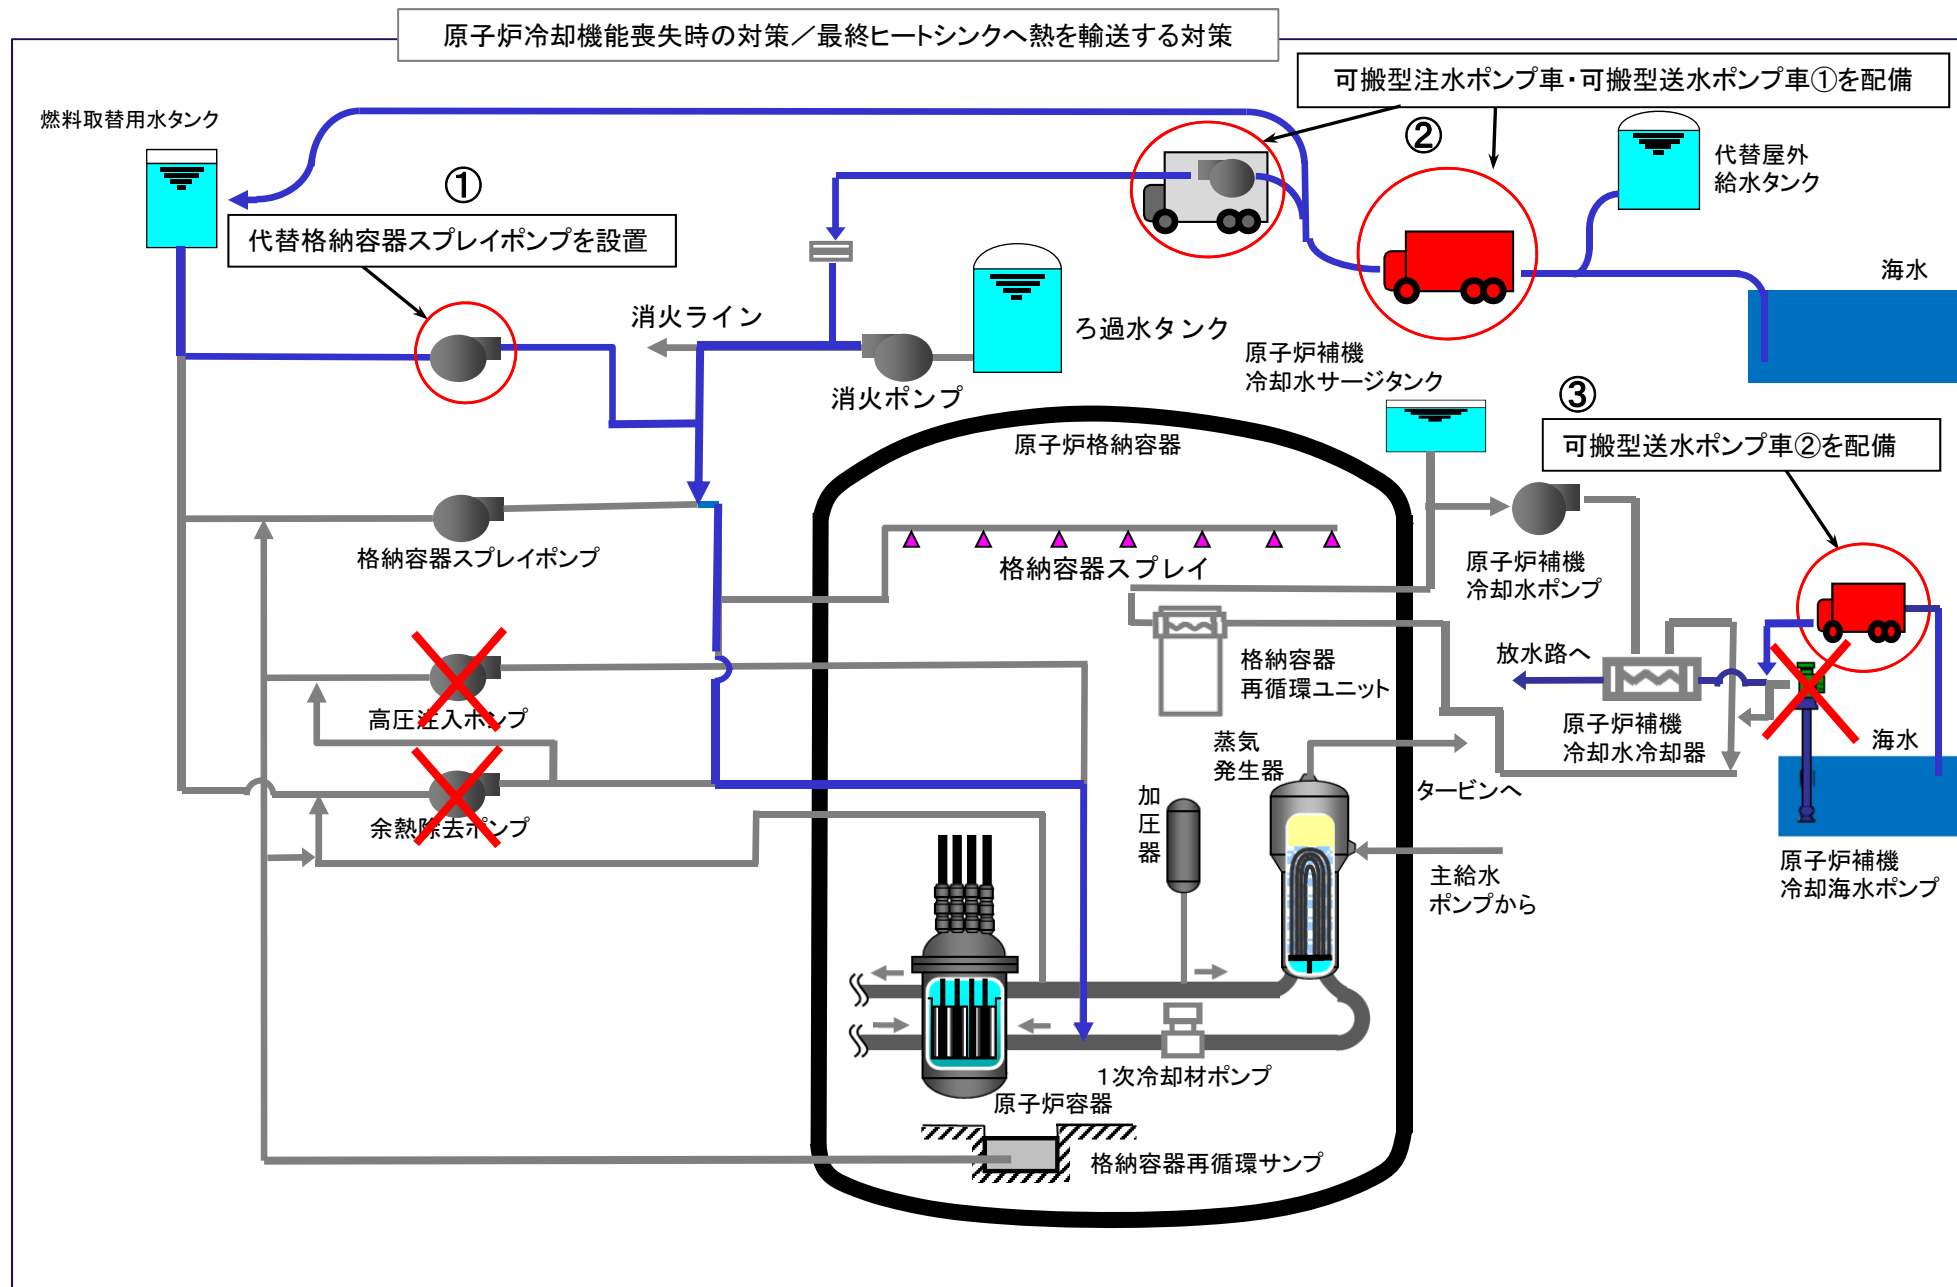 原子炉冷却機能喪失時の対策／最終ヒートシンクへ熱を輸送する対策
可搬型注水ポンプ車・可搬型送水ポンプ車①を配備
燃料取替用水タンク
①
②
代替屋外
給水タンク
代替格納容器スプレイポンプを設置
海水
消火ライン
ろ過水タンク
消火ポンプ
原子炉補機
冷却水サージタンク
③
可搬型送水ポンプ車②を配備
原子炉格納容器
格納容器スプレイポンプ
格納容器スプレイ
原子炉補機
冷却水ポンプ
格納容器
再循環ユニット
放水路へ
高圧注入ポンプ
原子炉補機
冷却水冷却器
海水
蒸気
発生器
タービンへ
加
圧
器
余熱除去ポンプ
主給水
ポンプから
原子炉補機
冷却海水ポンプ
１次冷却材ポンプ
原子炉容器
格納容器再循環サンプ